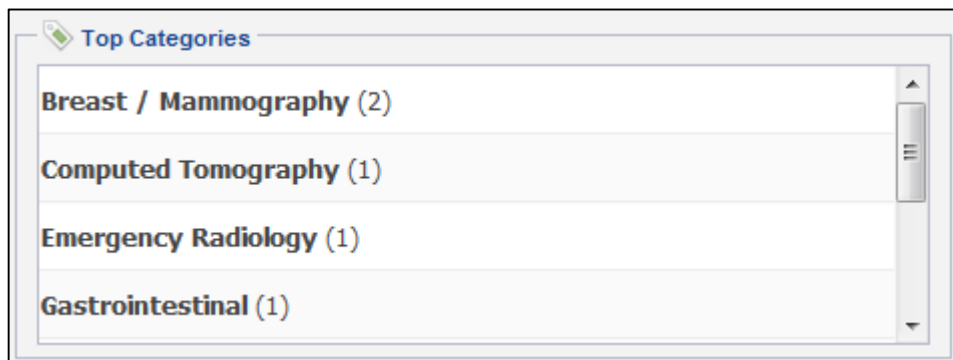 Top Categories
Breast / Mammography (2)
Computed Tomography (1)
Emergency Radiology (1)
Gastrointestinal (1)